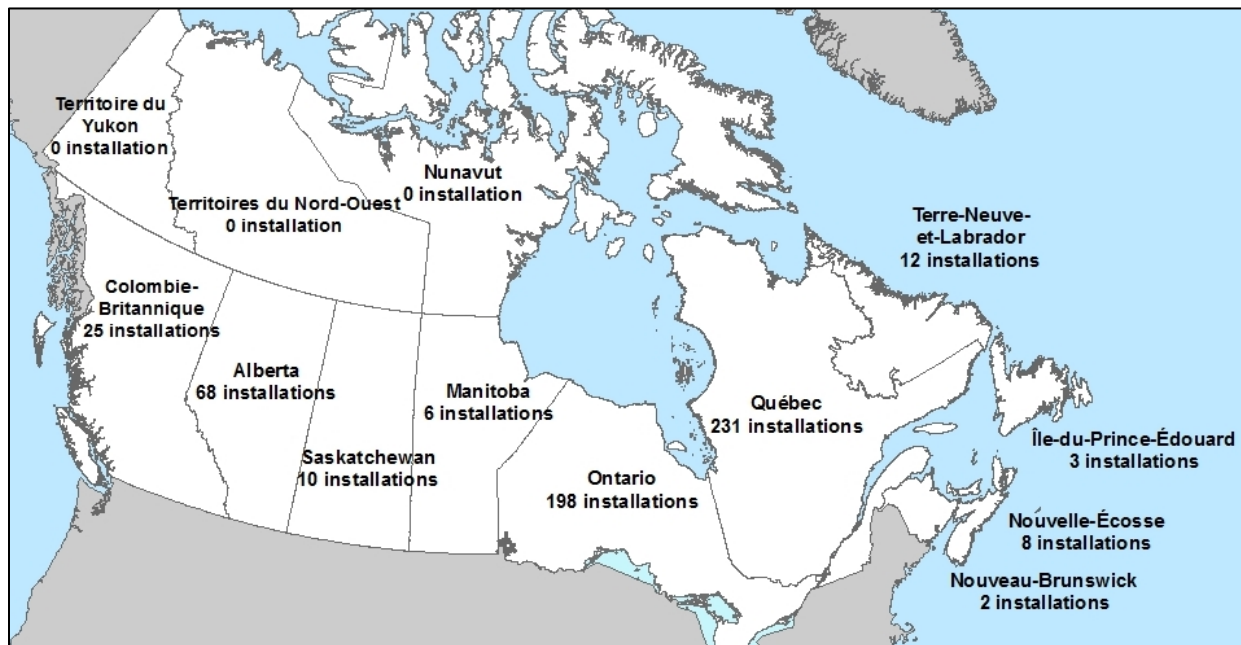 Territoire du
Yukon
0 installation
Nunavut
0 installation
Territoires du Nord-Ouest
0 installation
Terre-Neuve-
et-Labrador
12 installations
Colombie-
Britannique
25 installations
Alberta
68 installations
Manitoba
6 installations
Québec
231 installations
Saskatchewan
10 installations
Île-du-Prince-Édouard
3 installations
Ontario
198 installations
Nouvelle-Écosse
8 installations
Nouveau-Brunswick
2 installations